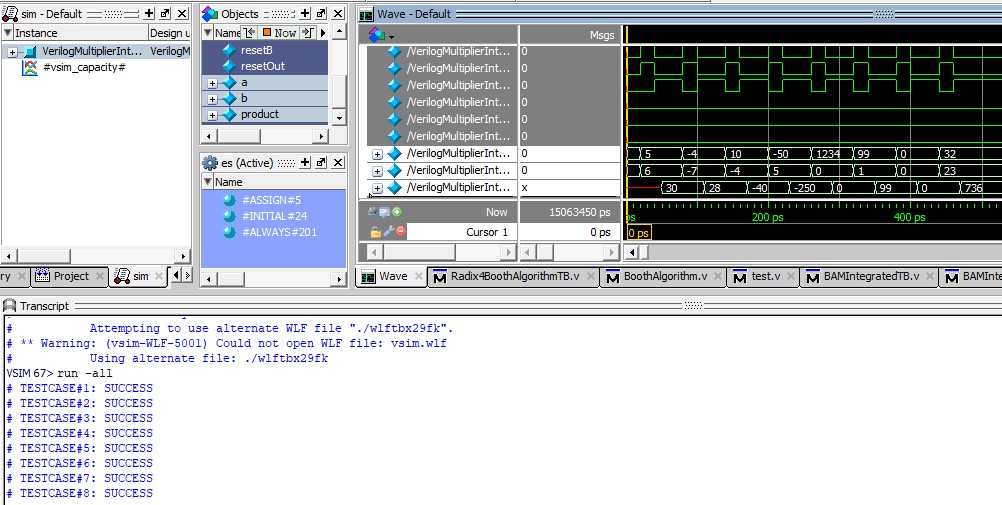 sim - Default
Instance Design u
VerilogMultiplierInt... VerilogM
#vsim_capacity#
Objects
Name Now
resetB
resetOut
a
b
product
es (Active)
Name
#ASSIGN#5
#INITIAL#24
#ALWAYS#201
Project sim
Wave - Default
Msgs
/VerilogMultiplierInt... 0
/VerilogMultiplierInt... 0
/VerilogMultiplierInt... 0
/VerilogMultiplierInt... 0
/VerilogMultiplierInt... 0
/VerilogMultiplierInt... 0
/VerilogMultiplierInt... 0 5 -4 10 -50 1234 99 0 32
/VerilogMultiplierInt... 0 6 -7 -4 5 0 1 0 23
/VerilogMultiplierInt... x 30 28 -40 -250 0 99 0 736
Now 15063450 ps 200 ps 400 ps
Cursor 1 0 ps 0 ps
Wave Radix4BoothAlgorithmTB.v BoothAlgorithm.v test.v BAMIntegratedTB.v BAMInte
Transcript
# Attempting to use alternate WLF file "./wlftbx29fk".
# ** Warning: (vsim-WLF-5001) Could not open WLF file: vsim.wlf
# Using alternate file: ./wlftbx29fk
VSIM 67> run -all
# TESTCASE#1: SUCCESS
# TESTCASE#2: SUCCESS
# TESTCASE#3: SUCCESS
# TESTCASE#4: SUCCESS
# TESTCASE#5: SUCCESS
# TESTCASE#6: SUCCESS
# TESTCASE#7: SUCCESS
# TESTCASE#8: SUCCESS